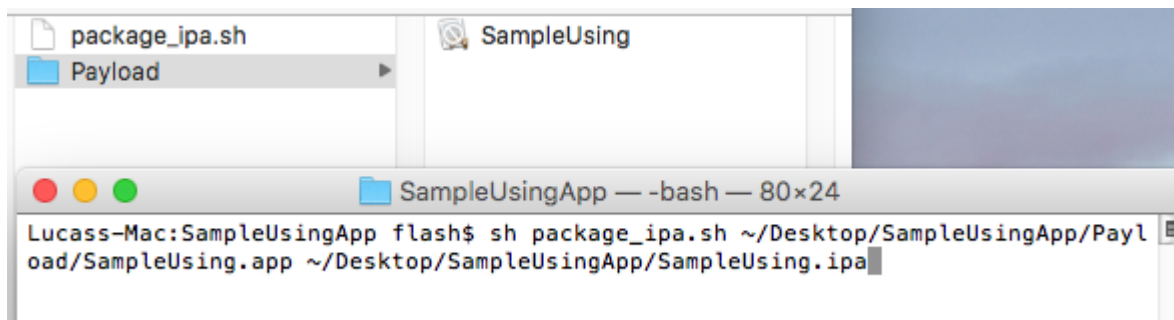 package_ipa.sh
SampleUsing
Payload
SampleUsingApp — -bash — 80×24
Lucass-Mac:SampleUsingApp flash$ sh package_ipa.sh ~/Desktop/SampleUsingApp/Payl
oad/SampleUsing.app ~/Desktop/SampleUsingApp/SampleUsing.ipa